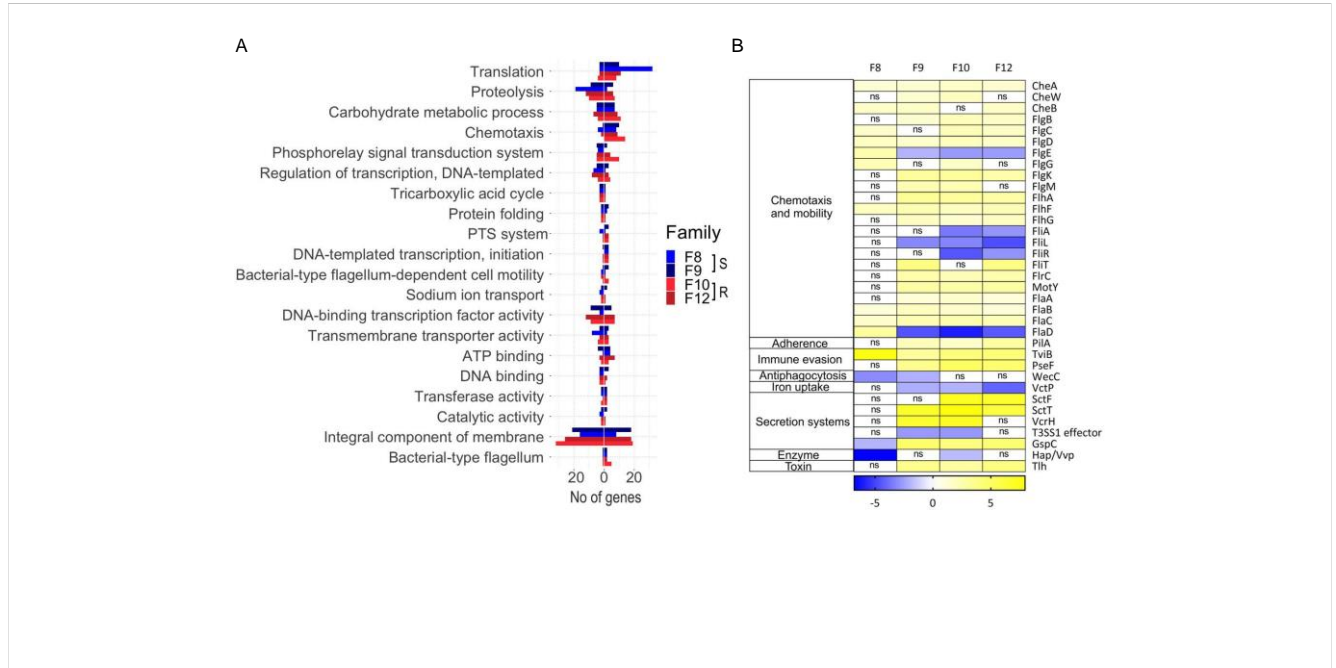 A
B
Translation
Proteolysis
Carbohydrate metabolic process
Chemotaxis
Phosphorelay signal transduction system
Regulation of transcription, DNA-templated
Tricarboxylic acid cycle
Protein folding
PTS system
DNA-templated transcription, initiation
Bacterial-type flagellum-dependent cell motility
Sodium ion transport
DNA-binding transcription factor activity
Transmembrane transporter activity
ATP binding
DNA binding
Transferase activity
Catalytic activity
Integral component of membrane
Bacterial-type flagellum
20 0 20
No of genes
Family
F8
F9
] S
F10
F12
] R
F8 F9 F10 F12
Chemotaxis
and mobility
Adherence
Immune evasion
Antiphagocytosis
Iron uptake
Secretion systems
Enzyme
Toxin
CheA
ns ns CheW
ns CheB
ns FlgB
ns FlgC
FlgD
FlgE
ns ns FlgG
ns FlgK
ns ns FlgM
ns FlhA
FlhF
ns FlhG
ns ns FliA
ns FliL
ns ns FliR
ns ns FliT
ns FlrC
ns MotY
ns FlaA
FlaB
FlaC
FlaD
ns PilA
TviB
ns PseF
ns ns WecC
ns VctP
ns ns SctF
ns SctT
ns ns VcrH
ns ns T3SS1 effector
GspC
ns ns Hap/Vvp
ns Tlh
-5 0 5